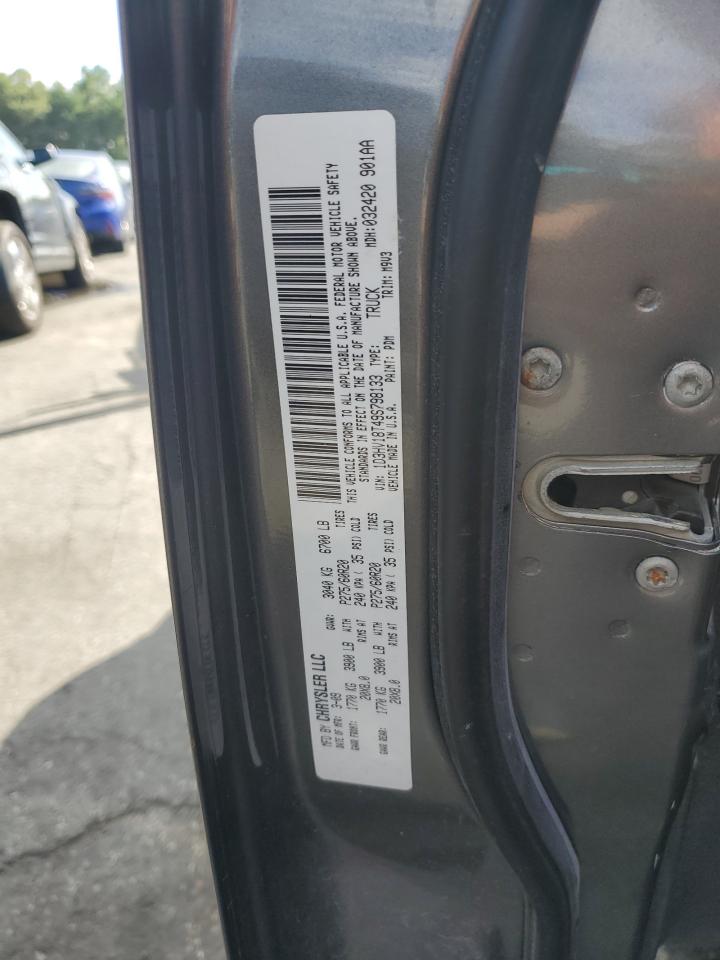 MFD BY CHRYSLER LLC
DATE OF MFR: 3-09 GVWR: 3040 KG 6700 LB
GAWR FRONT: 1770 KG 3900 LB WITH P275/60R20 TIRES
20X8.0 RIMS AT 240 KPA ( 35 PSI) COLD
GAWR REAR: 1770 KG 3900 LB WITH P275/60R20 TIRES
20X8.0 RIMS AT 240 KPA ( 35 PSI) COLD
THIS VEHICLE CONFORMS TO ALL APPLICABLE U.S.A. FEDERAL MOTOR VEHICLE SAFETY
STANDARDS IN EFFECT ON THE DATE OF MANUFACTURE SHOWN ABOVE.
VIN: 1D3HV18T49S798133 TYPE: TRUCK MDH:032420 901AA
VEHICLE MADE IN U.S.A. PAINT: PDM TRIM: M9V3